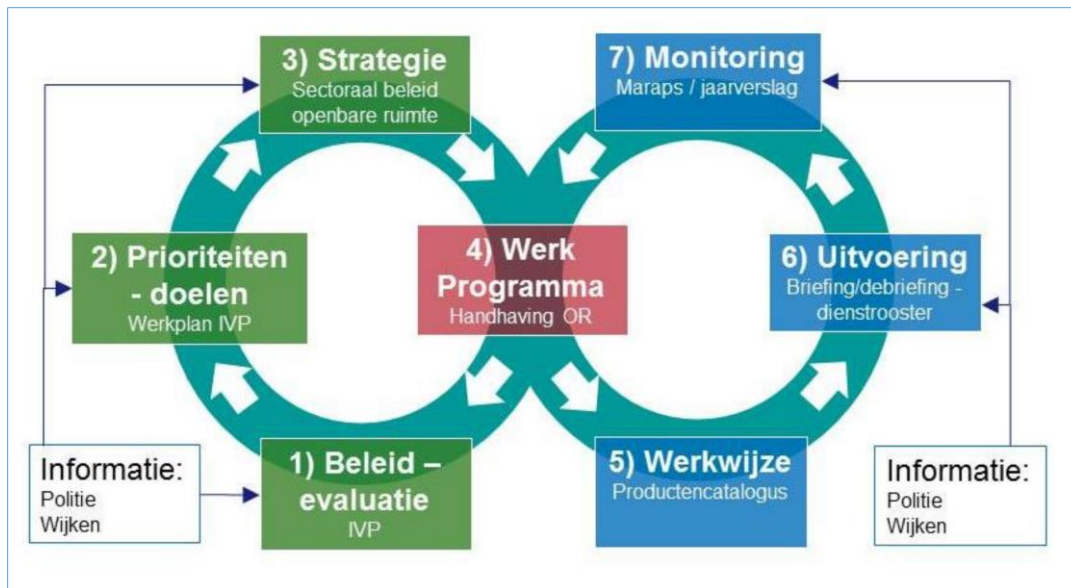 3) Strategie
Sectoraal beleid
openbare ruimte
7) Monitoring
Maraps / jaarverslag
2) Prioriteiten
- doelen
Werkplan IVP
4) Werk
Programma
Handhaving OR
6) Uitvoering
Briefing/debriefing -
dienstrooster
Informatie:
Politie
Wijken
1) Beleid –
evaluatie
IVP
5) Werkwijze
Productencatalogus
Informatie:
Politie
Wijken